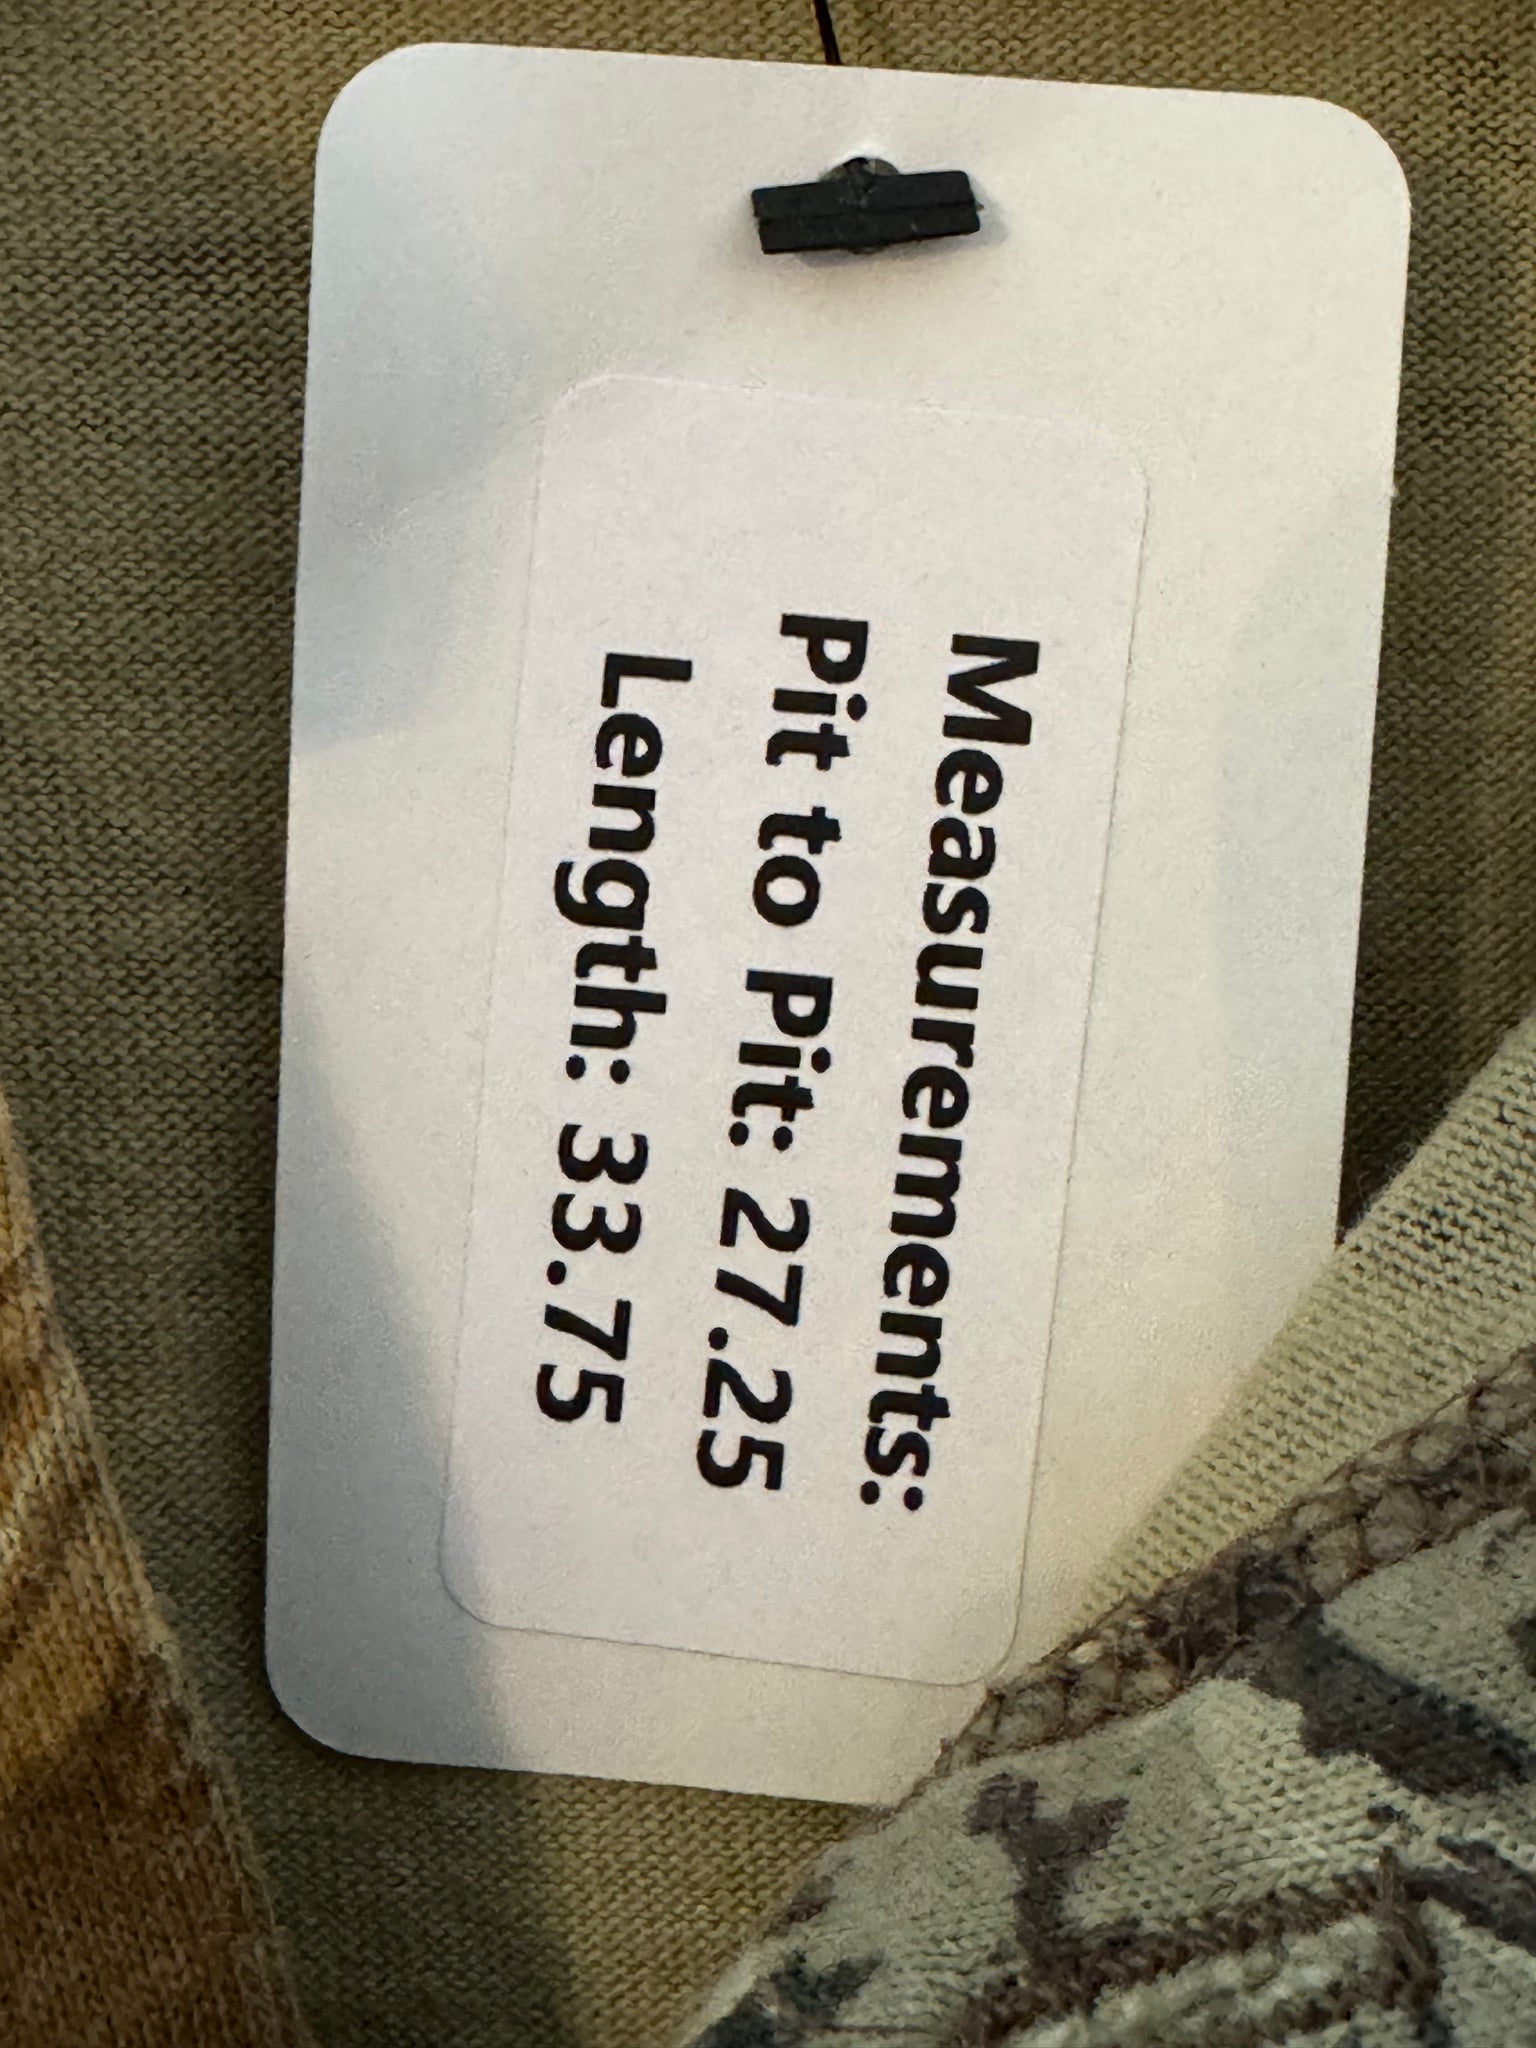 Measurements:
Pit to Pit: 27.25
Length: 33.75